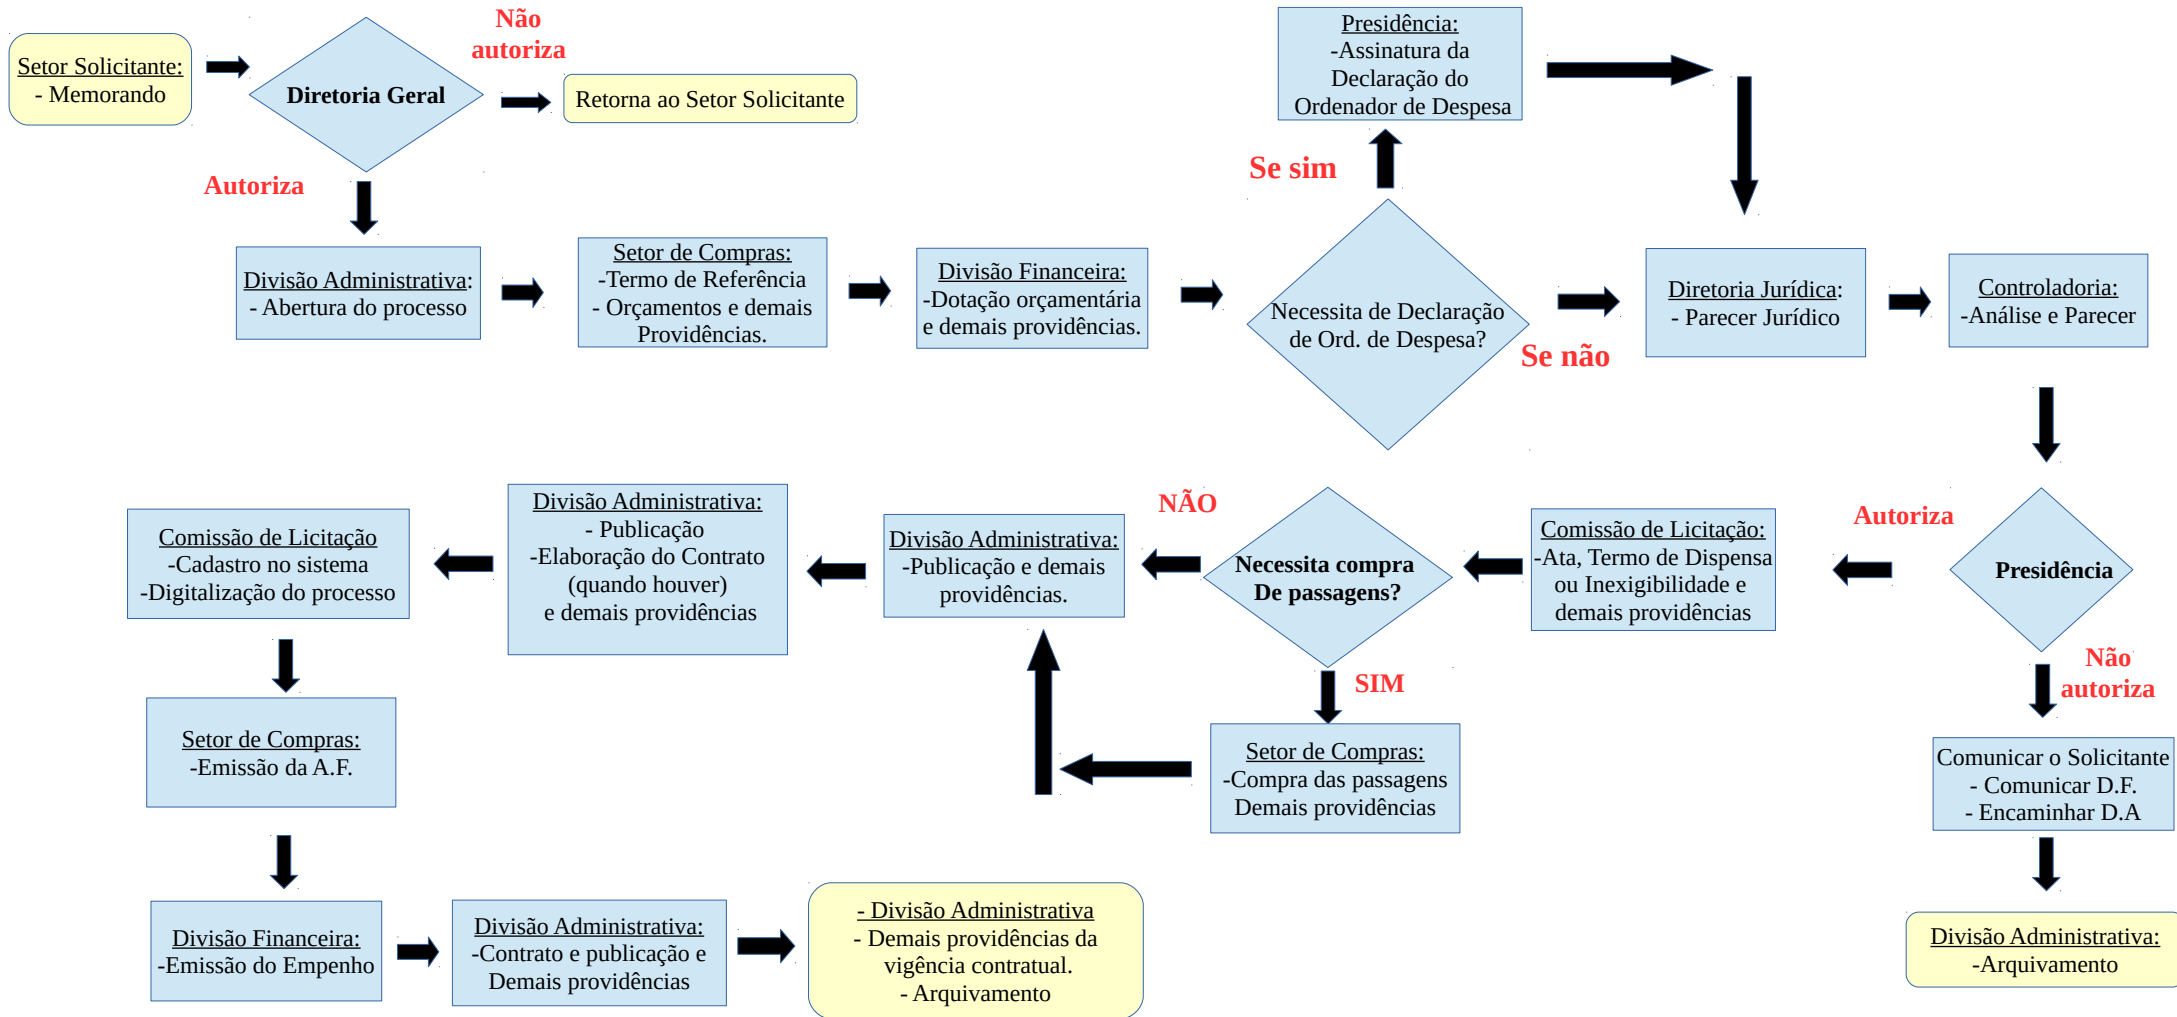 Setor Solicitante:
- Memorando
Diretoria Geral
Não
autoriza
Retorna ao Setor Solicitante
Autoriza
Presidência:
-Assinatura da
Declaração do
Ordenador de Despesa
Se sim
Divisão Administrativa:
- Abertura do processo
Setor de Compras:
-Termo de Referência
- Orçamentos e demais
Providências.
Divisão Financeira:
-Dotação orçamentária
e demais providências.
Necessita de Declaração
de Ord. de Despesa?
Se não
Diretoria Jurídica:
- Parecer Jurídico
Controladoria:
-Análise e Parecer
Presidência
Autoriza
Comissão de Licitação:
-Ata, Termo de Dispensa
ou Inexigibilidade e
demais providências
Necessita compra
De passagens?
NÃO
Divisão Administrativa:
-Publicação e demais
providências.
Divisão Administrativa:
- Publicação
-Elaboração do Contrato
(quando houver)
e demais providências
Comissão de Licitação
-Cadastro no sistema
-Digitalização do processo
SIM
Setor de Compras:
-Compra das passagens
Demais providências
Não
autoriza
Comunicar o Solicitante
- Comunicar D.F.
- Encaminhar D.A
Divisão Administrativa:
-Arquivamento
Setor de Compras:
-Emissão da A.F.
Divisão Financeira:
-Emissão do Empenho
Divisão Administrativa:
-Contrato e publicação e
Demais providências
- Divisão Administrativa
- Demais providências da
vigência contratual.
- Arquivamento